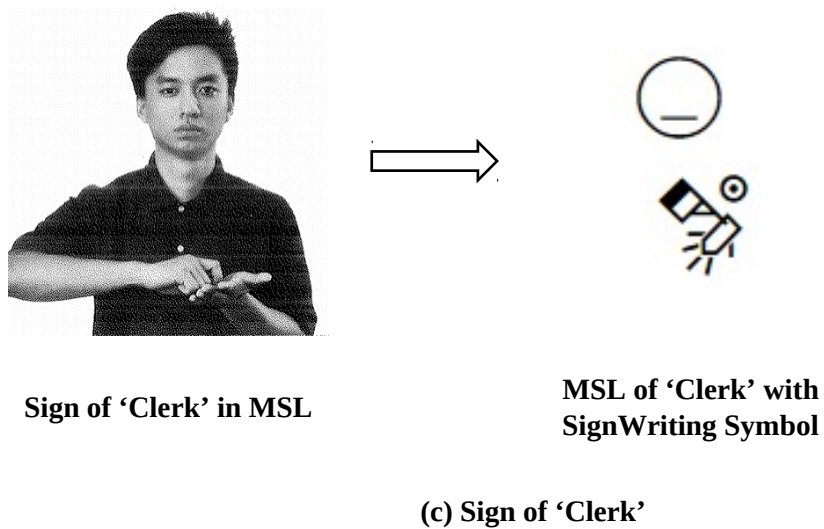 Sign of ‘Clerk’ in MSL
MSL of ‘Clerk’ with
SignWriting Symbol
(c) Sign of ‘Clerk’